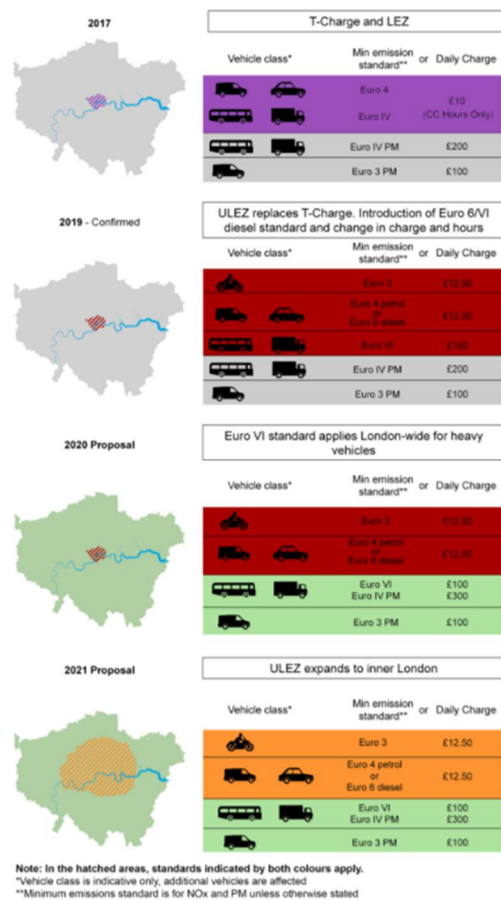 2017
T-Charge and LEZ
Vehicle class*
Min emission standard** or Daily Charge
Euro 4
£10
(CC Hours Only)
Euro IV
Euro IV PM £200
Euro 3 PM £100
2019 - Confirmed
ULEZ replaces T-Charge. Introduction of Euro 6/VI
diesel standard and change in charge and hours
Vehicle class*
Min emission standard** or Daily Charge
Euro 3 £12.50
Euro 4 petrol
or
Euro 6 diesel
£12.50
Euro VI £100
Euro IV PM £200
Euro 3 PM £100
2020 Proposal
Euro VI standard applies London-wide for heavy
vehicles
Vehicle class*
Min emission standard** or Daily Charge
Euro 3 £12.50
Euro 4 petrol
or
Euro 6 diesel
£12.50
Euro VI £100
Euro IV PM £300
Euro 3 PM £100
2021 Proposal
ULEZ expands to inner London
Vehicle class*
Min emission standard** or Daily Charge
Euro 3 £12.50
Euro 4 petrol
or
Euro 6 diesel
£12.50
Euro VI £100
Euro IV PM £300
Euro 3 PM £100
Note: In the hatched areas, standards indicated by both colours apply.
*Vehicle class is indicative only, additional vehicles are affected
**Minimum emissions standard is for NOx and PM unless otherwise stated